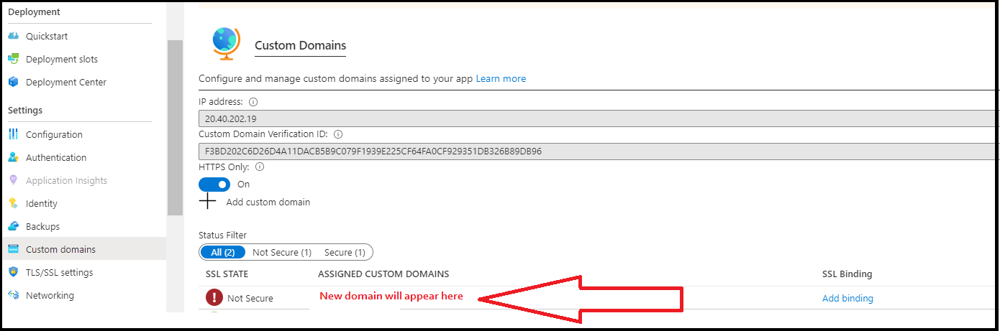 Deployment
Quickstart
Deployment slots
Deployment Center
Settings
Configuration
Authentication
Application Insights
Identity
Backups
Custom domains
TLS/SSL settings
Networking
Custom Domains
Configure and manage custom domains assigned to your app Learn more
IP address:
20.40.202.19
Custom Domain Verification ID:
F3BD202C6D26D4A11DACB5B9C079F1939E225CF64FA0CF929351DB326B89DB96
HTTPS Only:
On
Add custom domain
Status Filter
All (2) Not Secure (1) Secure (1)
SSL STATE ASSIGNED CUSTOM DOMAINS SSL Binding
Not Secure New domain will appear here Add binding